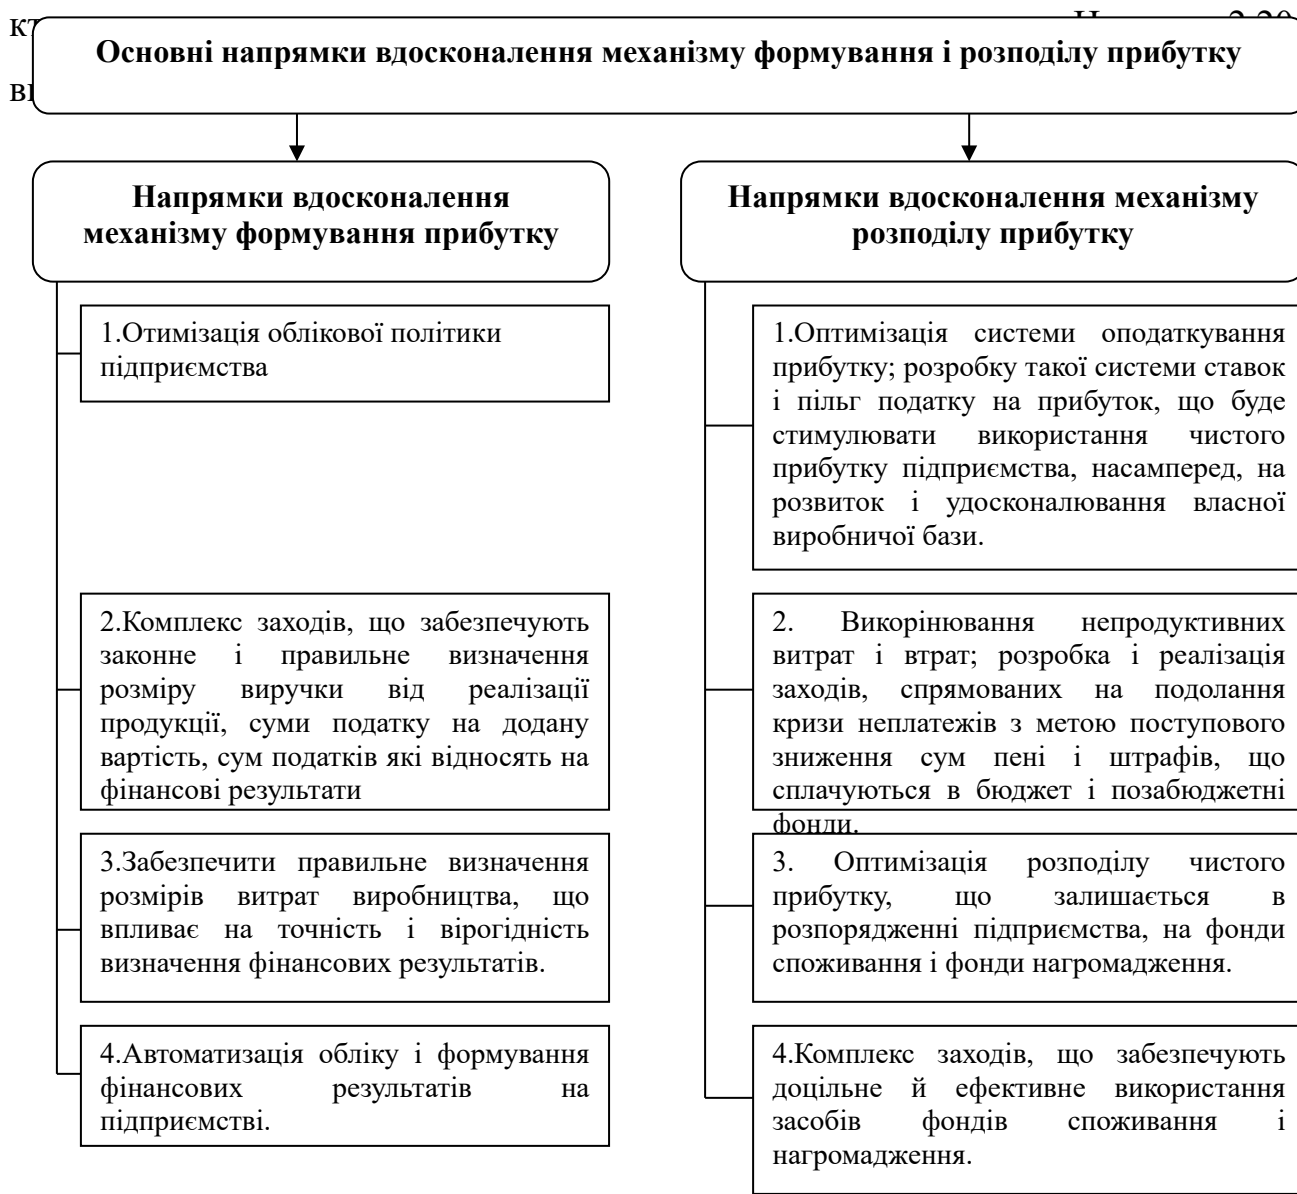 Основні напрямки вдосконалення механізму формування і розподілу прибутку
Напрямки вдосконалення
механізму формування прибутку
1.Отимізація облікової політики
підприємства
2.Комплекс заходів, що забезпечують
законне і правильне визначення
розміру виручки від реалізації
продукції, суми податку на додану
вартість, сум податків які відносять на
фінансові результати
3.Забезпечити правильне визначення
розмірів витрат виробництва, що
впливає на точність і вірогідність
визначення фінансових результатів.
4.Автоматизація обліку і формування
фінансових результатів на
підприємстві.
Напрямки вдосконалення механізму
розподілу прибутку
1.Оптимізація системи оподаткування
прибутку; розробку такої системи ставок
і пільг податку на прибуток, що буде
стимулювати використання чистого
прибутку підприємства, насамперед, на
розвиток і удосконалювання власної
виробничої бази.
2. Викорінювання непродуктивних
витрат і втрат; розробка і реалізація
заходів, спрямованих на подолання
кризи неплатежів з метою поступового
зниження сум пені і штрафів, що
сплачуються в бюджет і позабюджетні
фонди.
3. Оптимізація розподілу чистого
прибутку, що залишається в
розпорядженні підприємства, на фонди
споживання і фонди нагромадження.
4.Комплекс заходів, що забезпечують
доцільне й ефективне використання
засобів фондів споживання і
нагромадження.